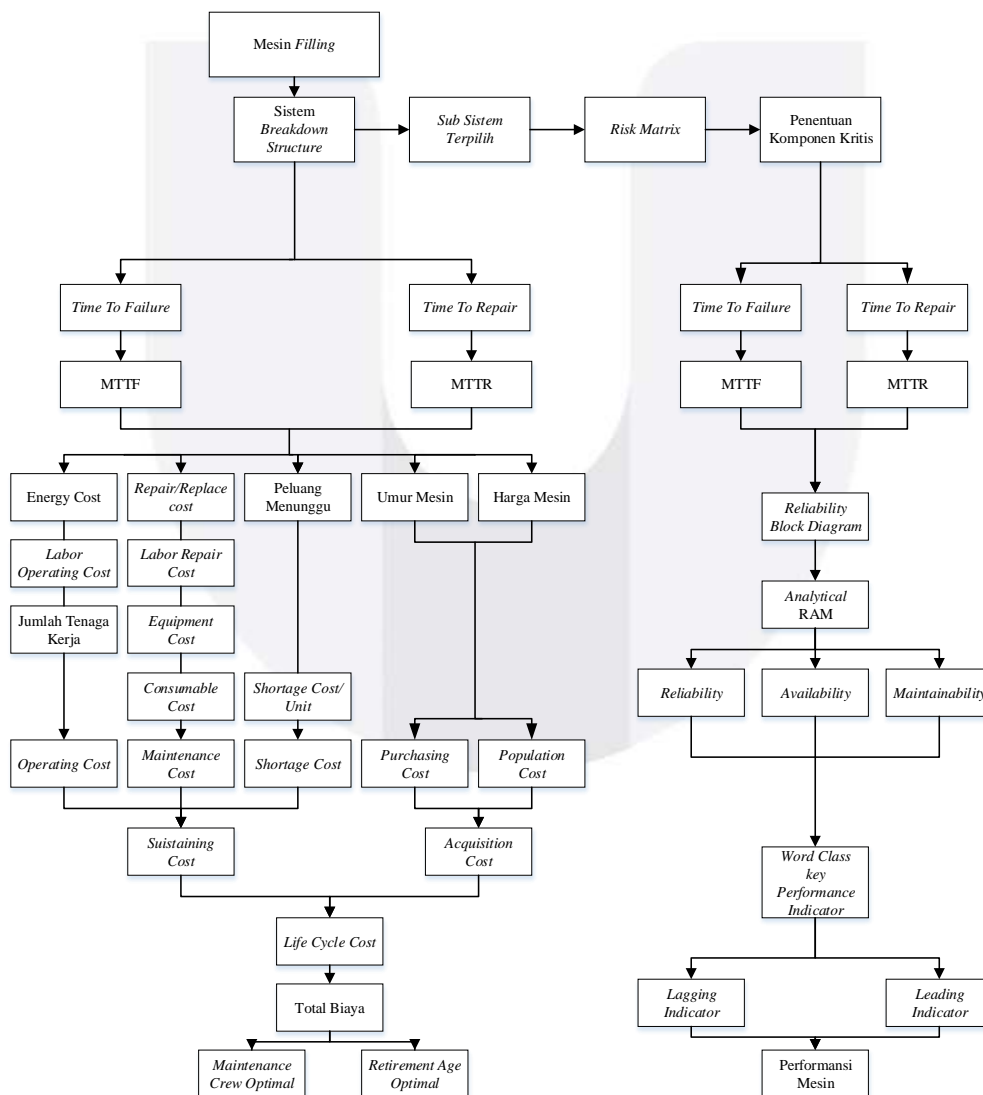 Mesin Filling
Sistem
Breakdown
Structure
Sub Sistem
Terpilih
Risk Matrix
Penentuan
Komponen Kritis
Time To Failure
Time To Repair
Time To Failure
Time To Repair
MTTF
MTTR
MTTF
MTTR
Energy Cost
Repair/Replace
cost
Peluang
Menunggu
Umur Mesin
Harga Mesin
Reliability
Block Diagram
Labor
Operating Cost
Labor Repair
Cost
Jumlah Tenaga
Kerja
Equipment
Cost
Analytical
RAM
Consumable
Cost
Shortage Cost/
Unit
Reliability
Availability
Maintainability
Operating Cost
Maintenance
Cost
Shortage Cost
Purchasing
Cost
Population
Cost
Suistaining
Cost
Acquisition
Cost
Word Class
key
Performance
Indicator
Life Cycle Cost
Total Biaya
Lagging
Indicator
Leading
Indicator
Maintenance
Crew Optimal
Retirement Age
Optimal
Performansi
Mesin